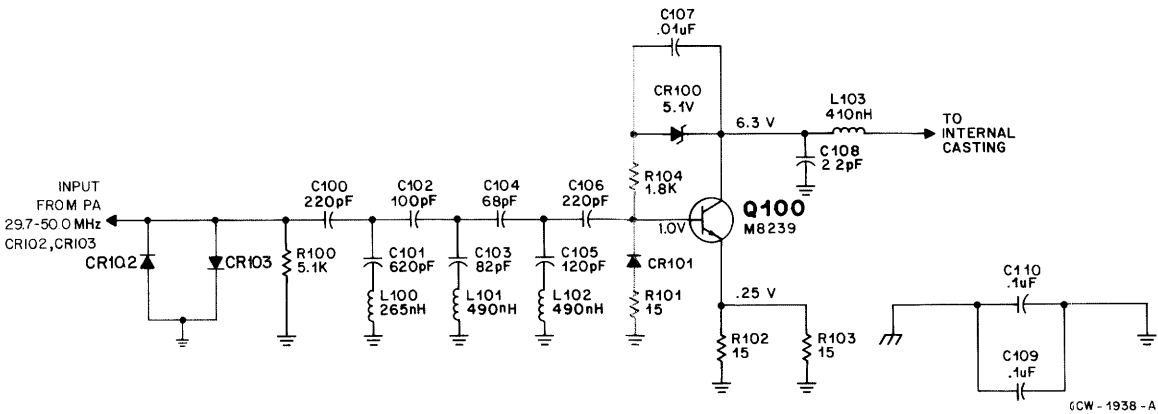 C107
.01uF
CR100
5.1V
6.3 V
L103
410nH
TO
INTERNAL
CASTING
C108
2.2pF
R104
1.8K
INPUT
FROM PA
29.7-50.0 MHz
CR102, CR103
C100
220pF
C102
100pF
C104
68pF
C106
220pF
1.0V
Q100
M8239
CR102
CR103
R100
5.1K
C101
620pF
C103
82pF
C105
120pF
CR101
L100
265nH
L101
490nH
L102
490nH
R101
15
.25 V
R102
15
R103
15
C110
.1uF
C109
.1uF
GCW-1938-A